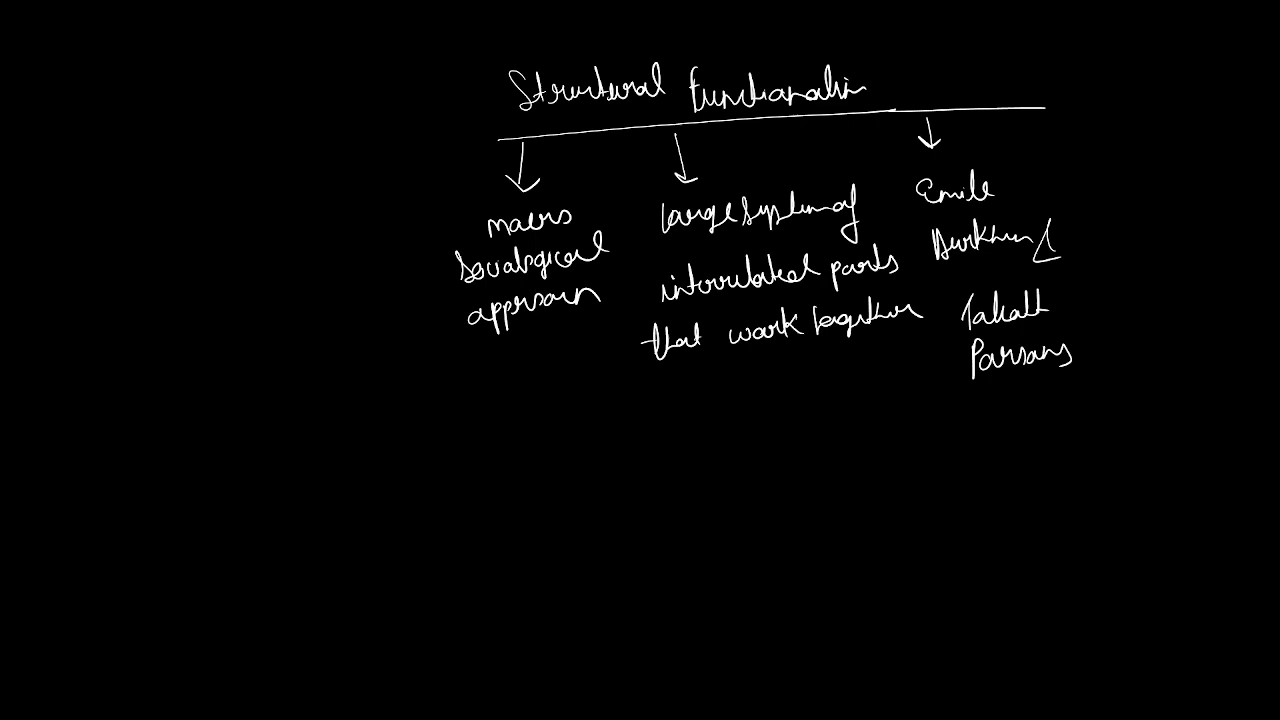 Structural Functionalism
macro
Sociological
approach
large system of
interrelated parts
that work together
Emile
Durkheim &
Talcott
Parsons